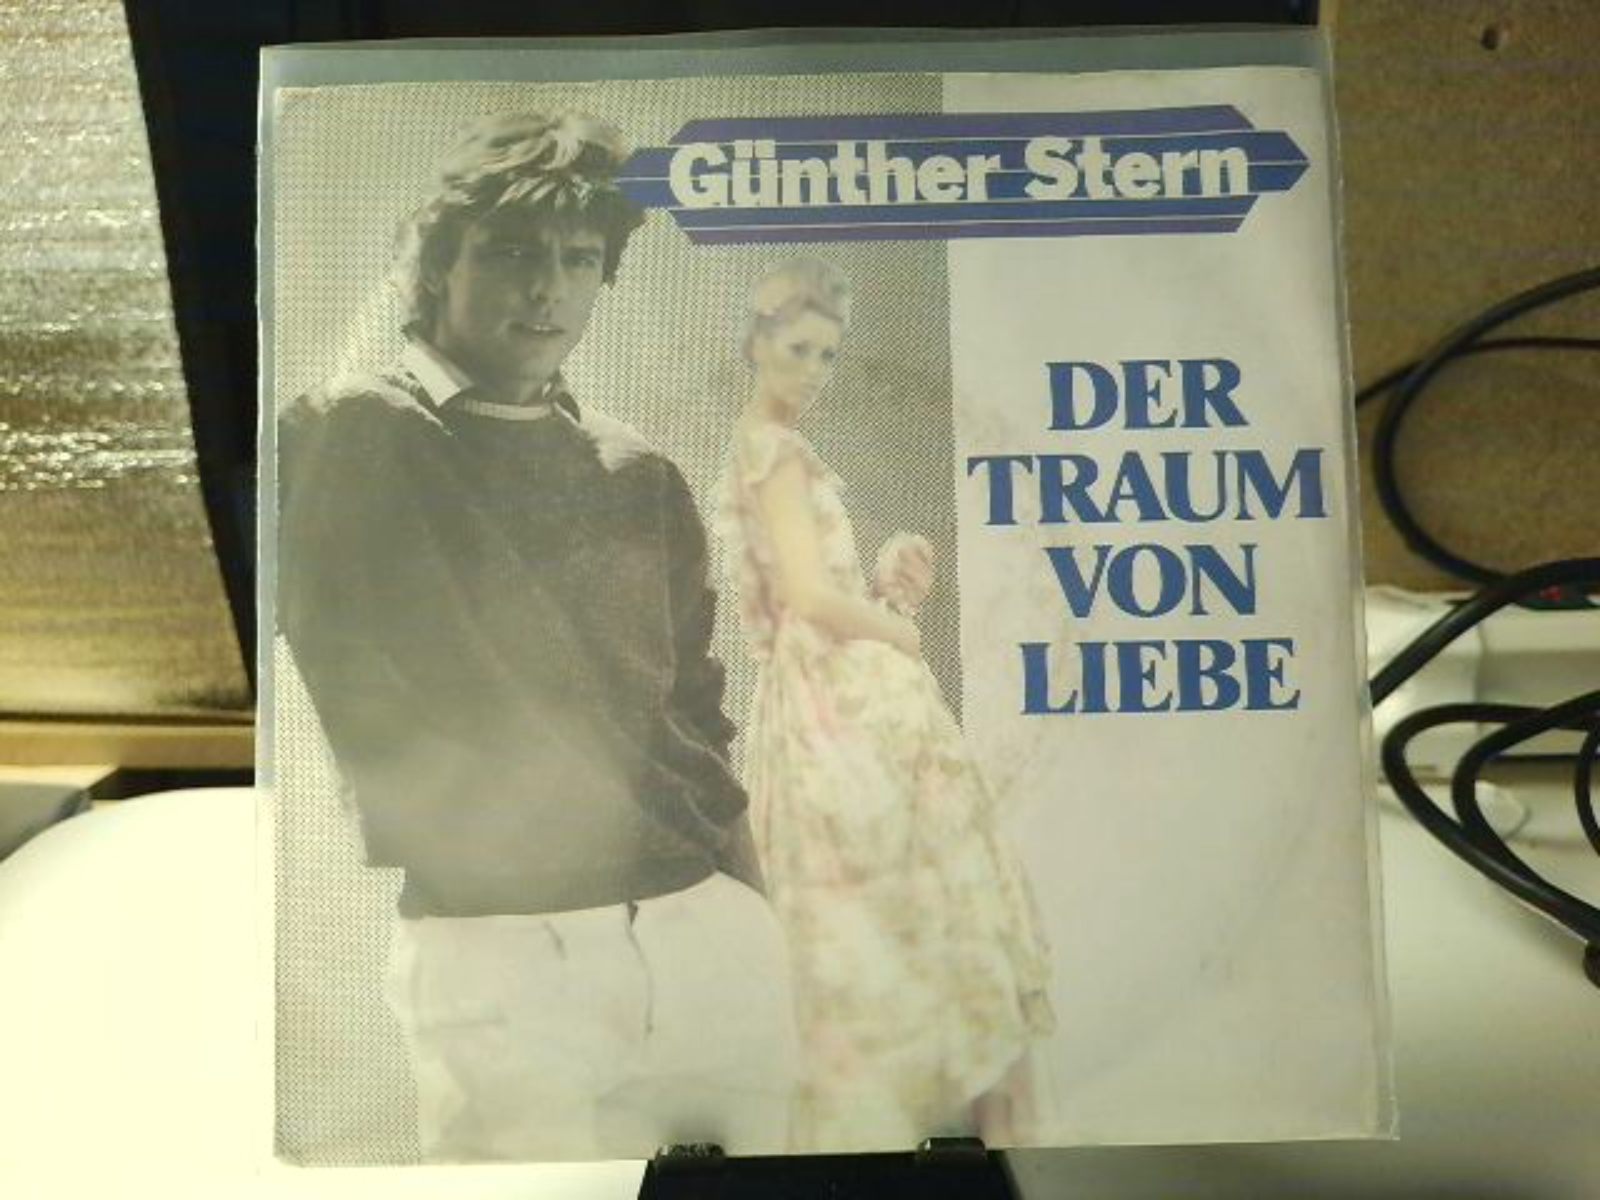 Günther Stern
DER
TRAUM
VON
LIEBE